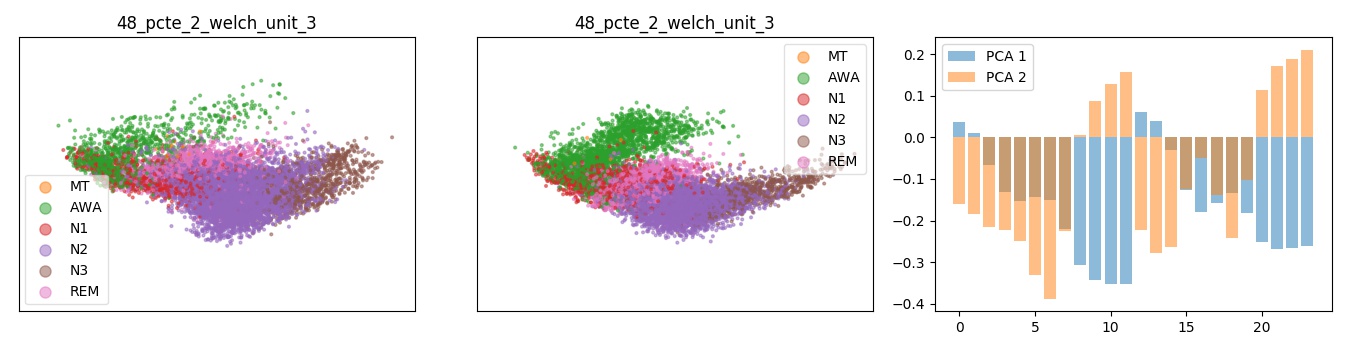 48_pcte_2_welch_unit_3
MT
AWA
N1
N2
N3
REM
48_pcte_2_welch_unit_3
MT
AWA
N1
N2
N3
REM
PCA 1
PCA 2
0.2
0.1
0.0
−0.1
−0.2
−0.3
−0.4
0 5 10 15 20